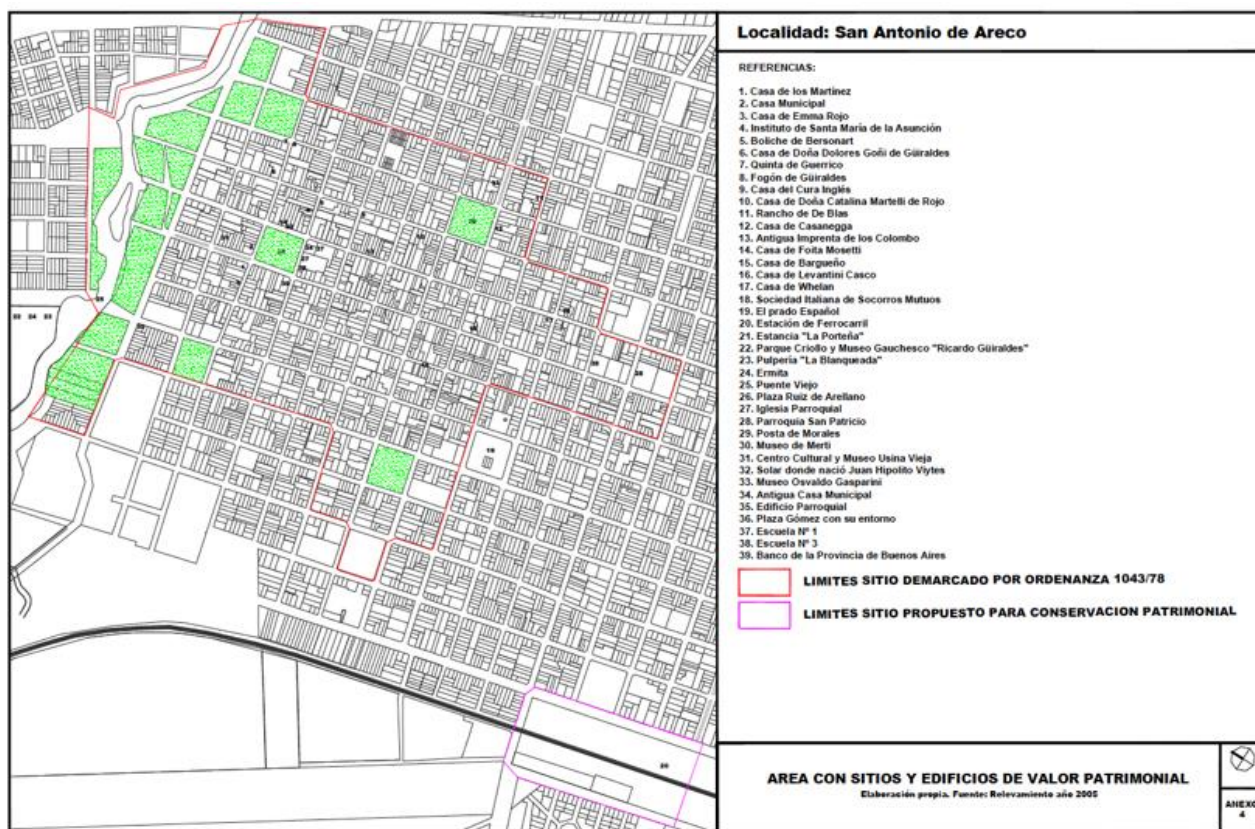 Localidad: San Antonio de Areco
REFERENCIAS:
1. Casa de los Martínez
2. Casa Municipal
3. Casa de Emma Rojo
4. Instituto de Santa María de la Asunción
5. Boliche de Bersonart
6. Casa de Doña Dolores Goñi de Güiraldes
7. Quinta de Guerrico
8. Fogón de Güiraldes
9. Casa del Cura Inglés
10. Casa de Doña Catalina Martelli de Rojo
11. Rancho de De Blas
12. Casa de Casanegga
13. Antigua Imprenta de los Colombo
14. Casa de Foita Mosetti
15. Casa de Bargueño
16. Casa de Levantini Casco
17. Casa de Whelan
18. Sociedad Italiana de Socorros Mutuos
19. El prado Español
20. Estación de Ferrocarril
21. Estancia "La Porteña"
22. Parque Criollo y Museo Gauchesco "Ricardo Güiraldes"
23. Pulpería "La Blanqueada"
24. Ermita
25. Puente Viejo
26. Plaza Ruiz de Arellano
27. Iglesia Parroquial
28. Parroquia San Patricio
29. Posta de Morales
30. Museo de Merti
31. Centro Cultural y Museo Usina Vieja
32. Solar donde nació Juan Hipolito Viytes
33. Museo Osvaldo Gasparini
34. Antigua Casa Municipal
35. Edificio Parroquial
36. Plaza Gómez con su entorno
37. Escuela Nº 1
38. Escuela Nº 3
39. Banco de la Provincia de Buenos Aires
LIMITES SITIO DEMARCADO POR ORDENANZA 1043/78
LIMITES SITIO PROPUESTO PARA CONSERVACION PATRIMONIAL
AREA CON SITIOS Y EDIFICIOS DE VALOR PATRIMONIAL
Elaboración propia. Fuente: Relevamiento año 2005
ANEXO
4
19
20